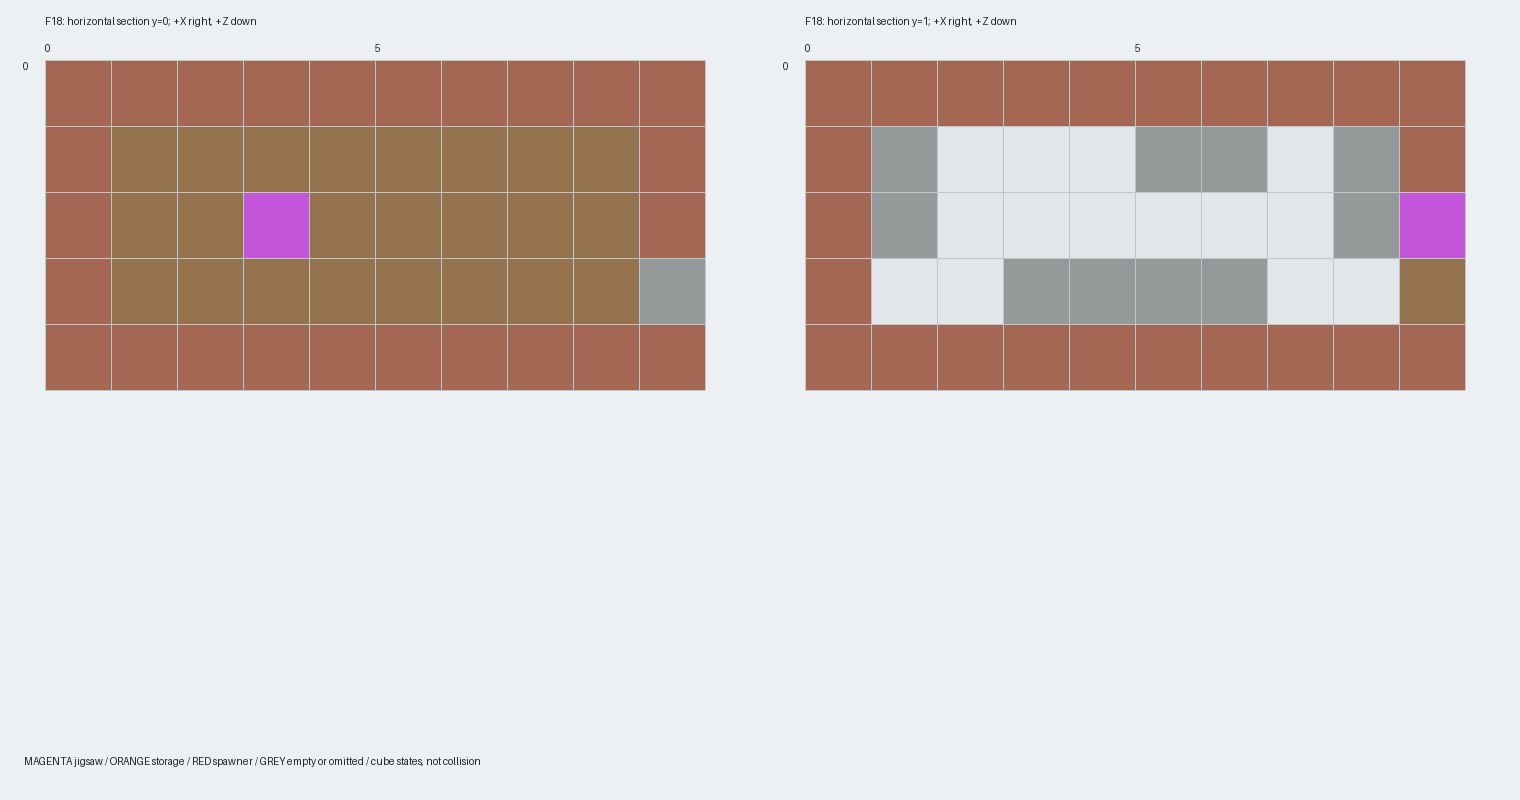 F18: horizontal section y=0; +X right, +Z down
F18: horizontal section y=1; +X right, +Z down
0 5
0 5
0
0
MAGENTA jigsaw / ORANGE storage / RED spawner / GREY empty or omitted / cube states, not collision